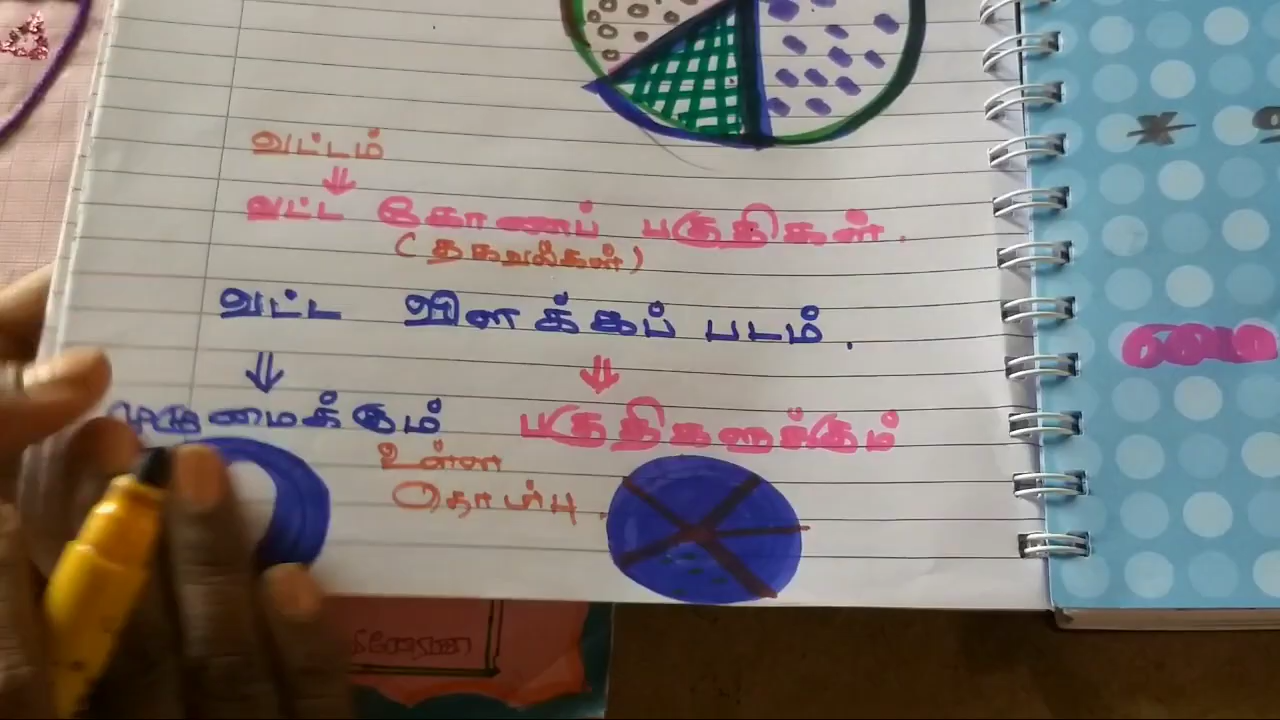 வட்டம்
வட்ட கோணப் பகுதிகள்.
(தகவல்கள்)
வட்ட விளக்கப் படம்.
முழுமைக்கும் பகுதிகளுக்கும்
உள்ள
தொடர்பு.